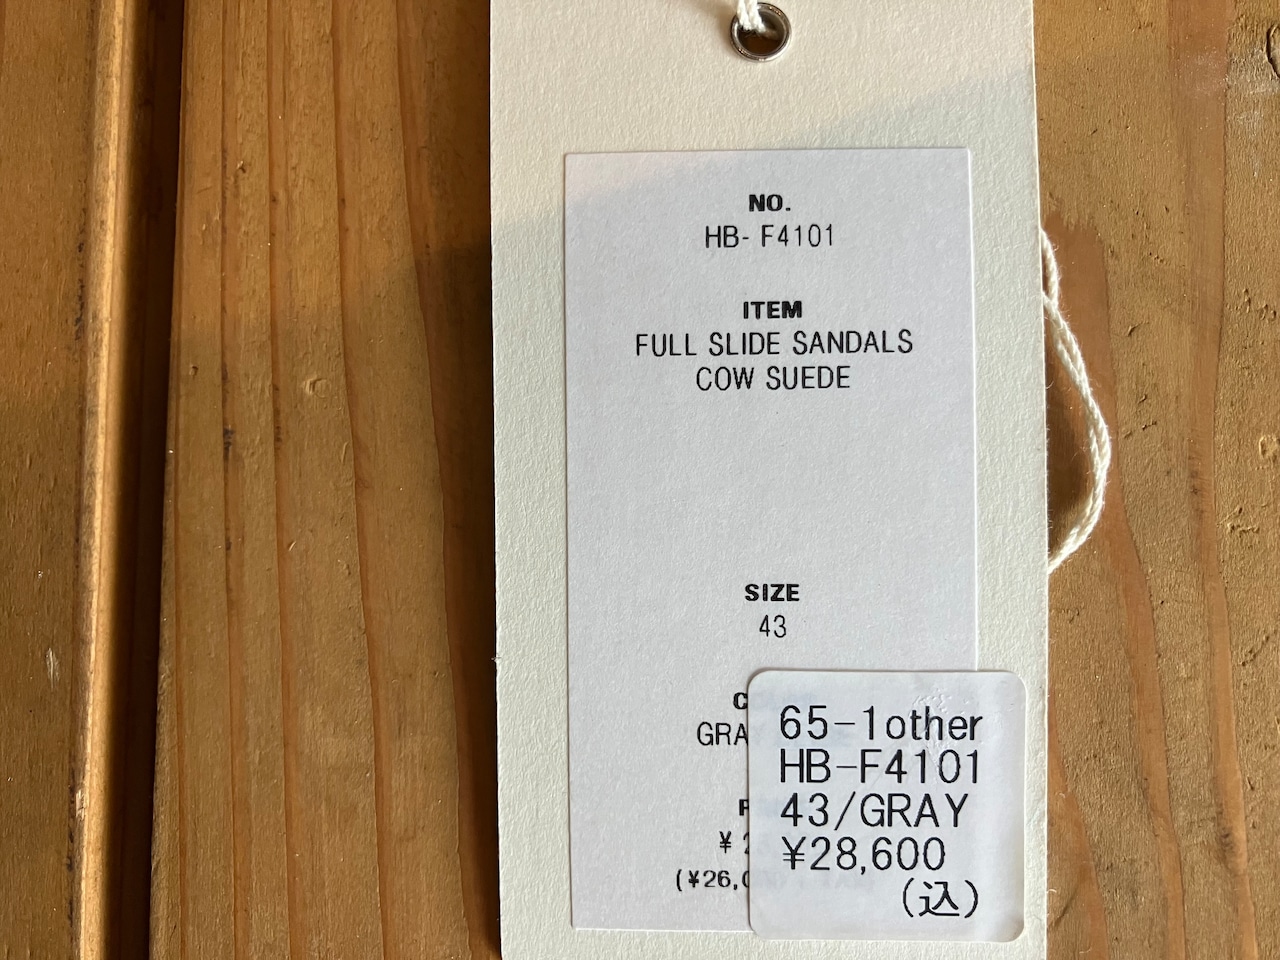 NO.
HB- F4101
ITEM
FULL SLIDE SANDALS
COW SUEDE
SIZE
43
65-1other
HB-F4101
43/GRAY
¥28,600
(込)